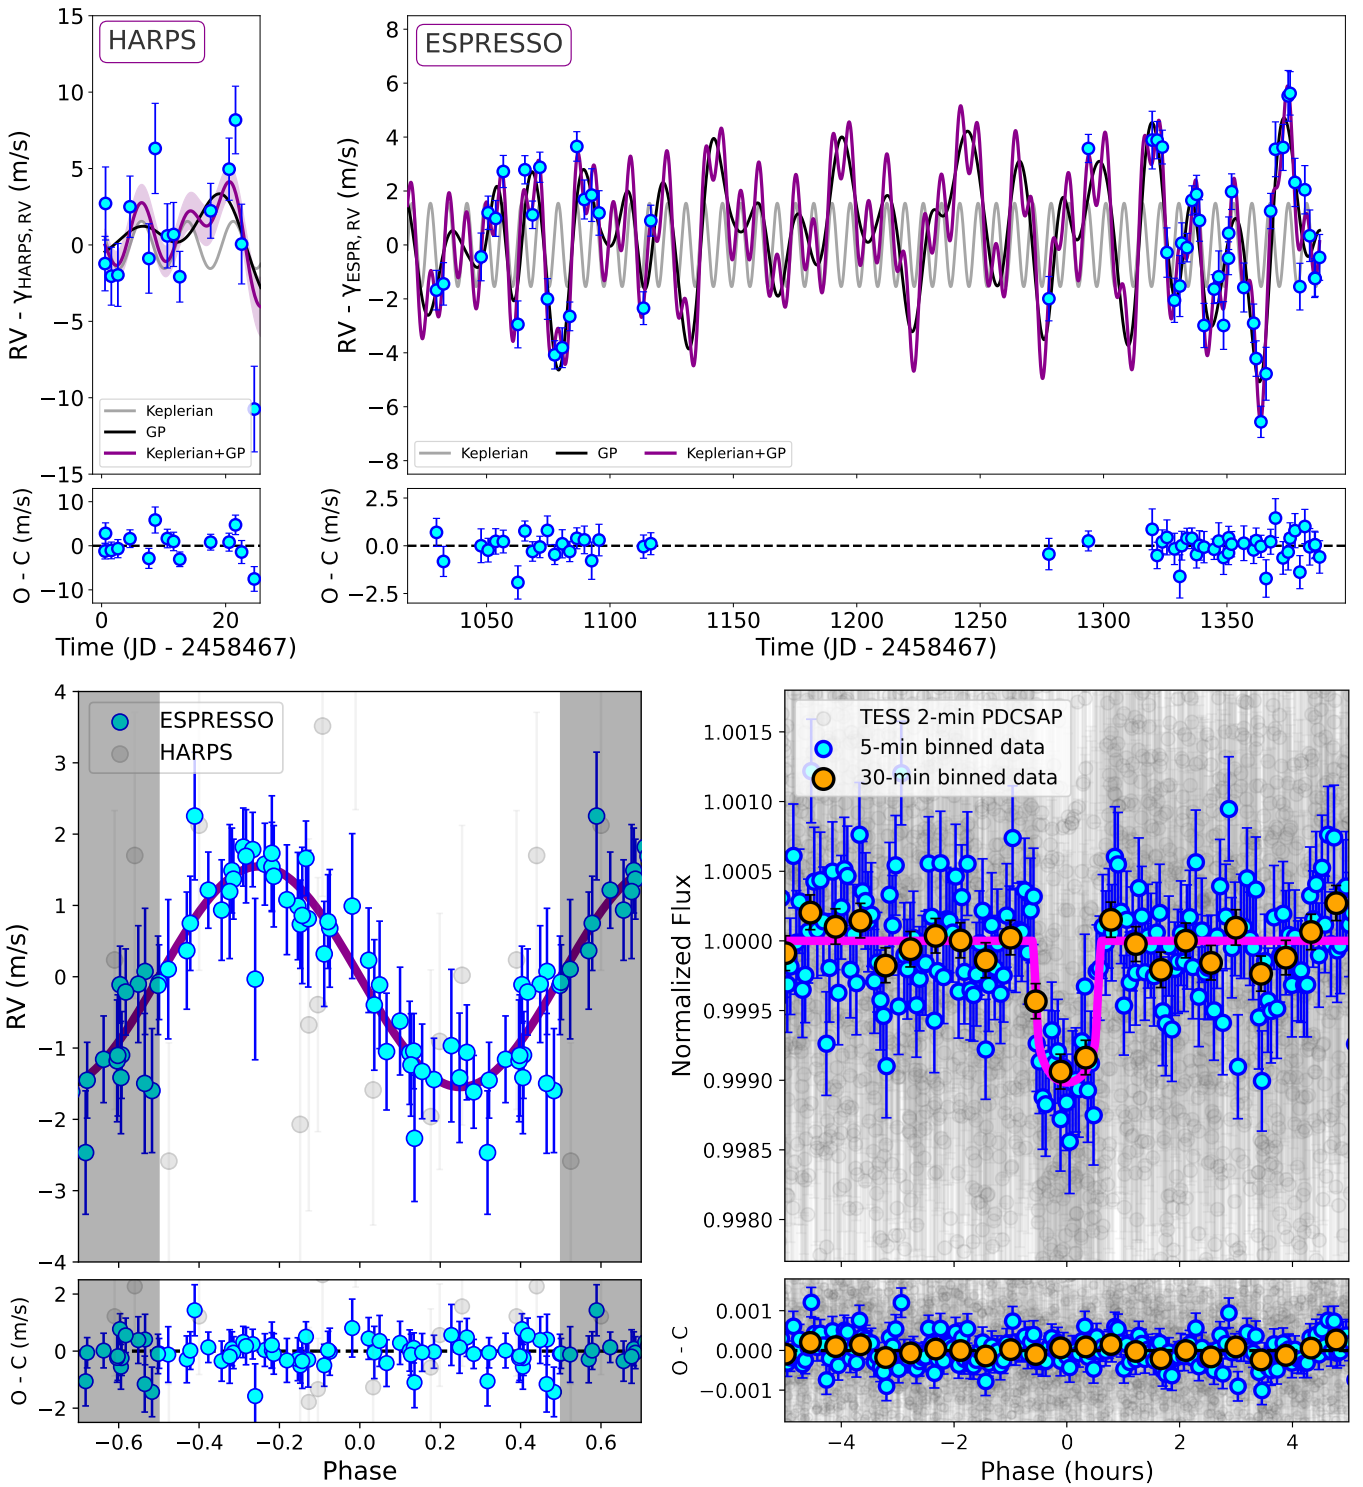 HARPS
ESPRESSO
RV - γHARPS, RV (m/s)
15
10
5
0
−5
−10
−15
Keplerian
GP
Keplerian+GP
RV - γESPR, RV (m/s)
8
6
4
2
0
−2
−4
−6
−8
Keplerian GP Keplerian+GP
O - C (m/s)
10
0
−10
0 20
Time (JD - 2458467)
O - C (m/s)
2.5
0.0
−2.5
1050 1100 1150 1200 1250 1300 1350
Time (JD - 2458467)
RV (m/s)
4
3
2
1
0
−1
−2
−3
−4
ESPRESSO
HARPS
O - C (m/s)
2
0
−2
−0.6 −0.4 −0.2 0.0 0.2 0.4 0.6
Phase
Normalized Flux
1.0015
1.0010
1.0005
1.0000
0.9995
0.9990
0.9985
0.9980
TESS 2-min PDCSAP
5-min binned data
30-min binned data
O - C
0.001
0.000
−0.001
−4 −2 0 2 4
Phase (hours)